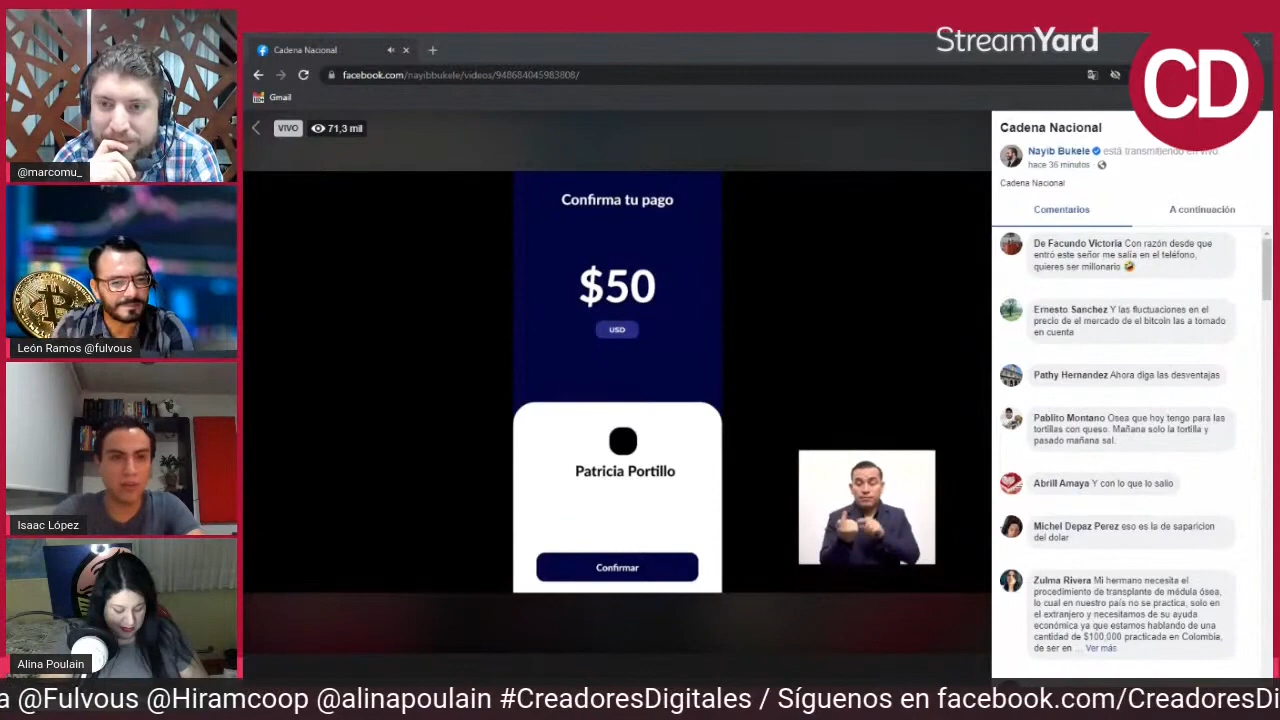 @marcomu_
León Ramos @fulvous
Isaac López
Alina Poulain
StreamYard
CD
Cadena Nacional
facebook.com/nayibbukele/videos/948684045983808/
Gmail
VIVO
71,3 mil
Confirma tu pago
$50
USD
Patricia Portillo
Confirmar
Cadena Nacional
Nayib Bukele está transmitiendo en vivo
hace 36 minutos
Cadena Nacional
Comentarios
A continuación
De Facundo Victoria Con razón desde que
entró este señor me salía en el teléfono,
quieres ser millonario
Ernesto Sanchez Y las fluctuaciones en el
precio de el mercado de el bitcoin las a tomado
en cuenta
Pathy Hernandez Ahora diga las desventajas
Pablito Montano Osea que hoy tengo para las
tortillas con queso. Mañana solo la tortilla y
pasado mañana sal.
Abrill Amaya Y con lo que lo salio
Michel Depaz Perez eso es la de saparicion
del dolar
Zulma Rivera Mi hermano necesita el
procedimiento de transplante de médula ósea,
lo cual en nuestro país no se practica, solo en
el extranjero y necesitamos de su ayuda
económica ya que estamos hablando de una
cantidad de $100,000 practicada en Colombia,
de ser en ... Ver más
a @Fulvous @Hiramcoop @alinapoulain #CreadoresDigitales / Síguenos en facebook.com/CreadoresDi